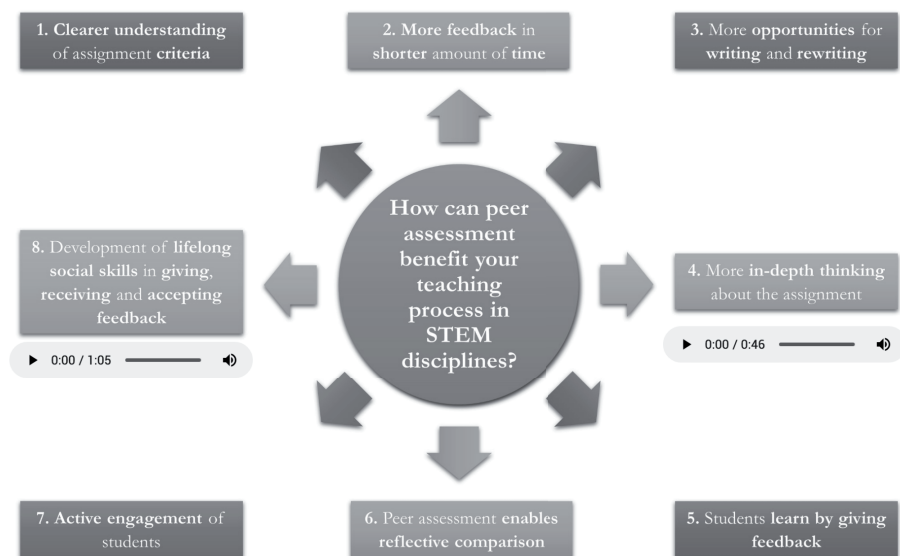 1. Clearer understanding
of assignment criteria
2. More feedback in
shorter amount of time
3. More opportunities for
writing and rewriting
How can peer
assessment
benefit your
teaching
process in
STEM
disciplines?
8. Development of lifelong
social skills in giving,
receiving and accepting
feedback
0:00 / 1:05
4. More in-depth thinking
about the assignment
0:00 / 0:46
7. Active engagement of
students
6. Peer assessment enables
reflective comparison
5. Students learn by giving
feedback